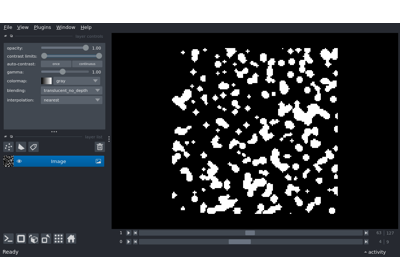 File View Plugins Window Help
opacity: 1.00
contrast limits:
auto-contrast: once continuous
gamma: 1.00
colormap: gray
blending: translucent_no_depth
interpolation: nearest
Image
1
0
Ready
activity